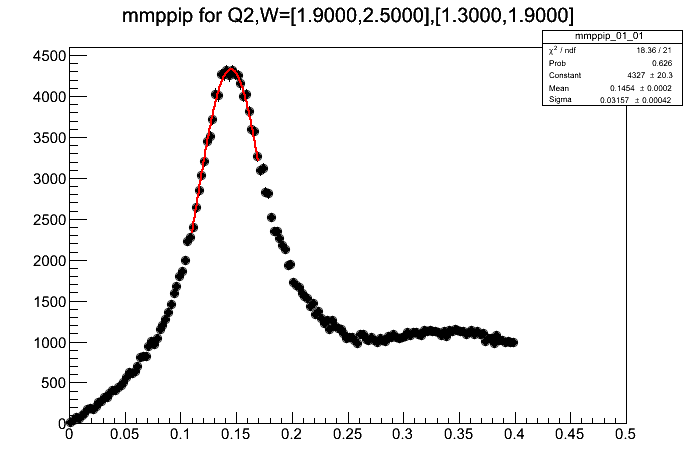 mmppip for Q2,W=[1.9000,2.5000],[1.3000,1.9000]
mmppip_01_01
χ² / ndf 18.36 / 21
Prob 0.626
Constant 4327 ± 20.3
Mean 0.1454 ± 0.0002
Sigma 0.03157 ± 0.00042
4500
4000
3500
3000
2500
2000
1500
1000
500
0
0 0.05 0.1 0.15 0.2 0.25 0.3 0.35 0.4 0.45 0.5